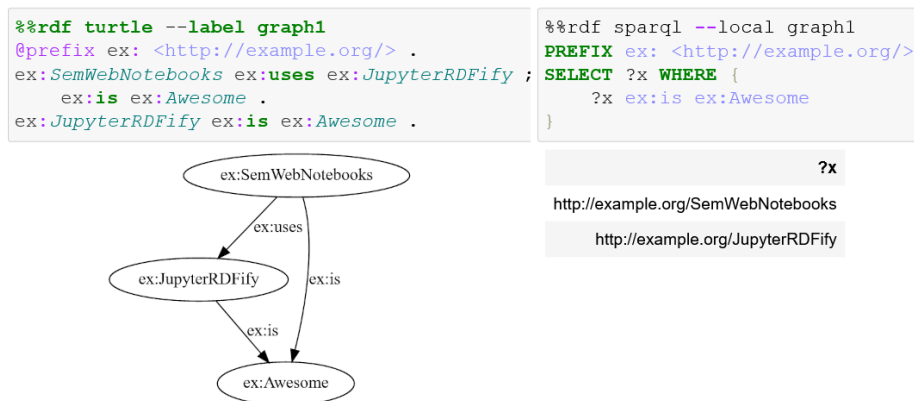 %%rdf turtle --label graph1
@prefix ex: <http://example.org/> .
ex:SemWebNotebooks ex:uses ex:JupyterRDFify ;
    ex:is ex:Awesome .
ex:JupyterRDFify ex:is ex:Awesome .
ex:SemWebNotebooks
ex:uses
ex:JupyterRDFify
ex:is
ex:is
ex:Awesome
%%rdf sparql --local graph1
PREFIX ex: <http://example.org/>
SELECT ?x WHERE {
    ?x ex:is ex:Awesome
}
?x
http://example.org/SemWebNotebooks
http://example.org/JupyterRDFify